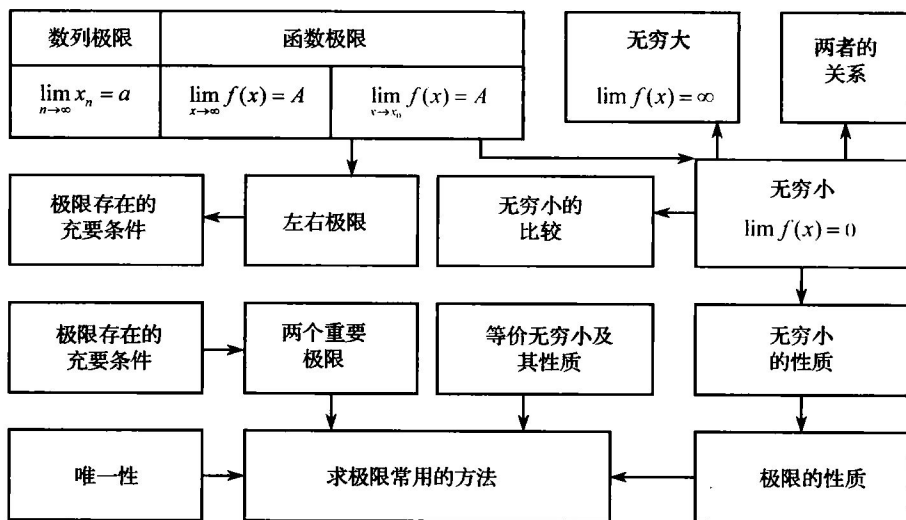 数列极限
函数极限
lim x_n = a
n→∞
lim f(x) = A
x→∞
lim f(x) = A
x→x₀
无穷大
lim f(x) = ∞
两者的
关系
极限存在的
充要条件
左右极限
无穷小的
比较
无穷小
lim f(x) = 0
极限存在的
充要条件
两个重要
极限
等价无穷小及
其性质
无穷小
的性质
唯一性
求极限常用的方法
极限的性质